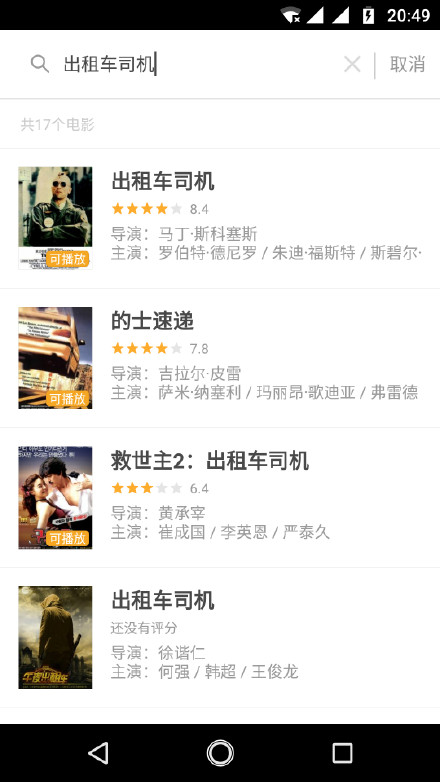 20:49
出租车司机
取消
共17个电影
出租车司机
8.4
导演：马丁·斯科塞斯
主演：罗伯特·德尼罗 / 朱迪·福斯特 / 斯碧尔·
可播放
的士速递
7.8
导演：吉拉尔·皮雷
主演：萨米·纳塞利 / 玛丽昂·歌迪亚 / 弗雷德
可播放
救世主2：出租车司机
6.4
导演：黄承宰
主演：崔成国 / 李英恩 / 严泰久
可播放
出租车司机
还没有评分
导演：徐谐仁
主演：何强 / 韩超 / 王俊龙
午夜出租车